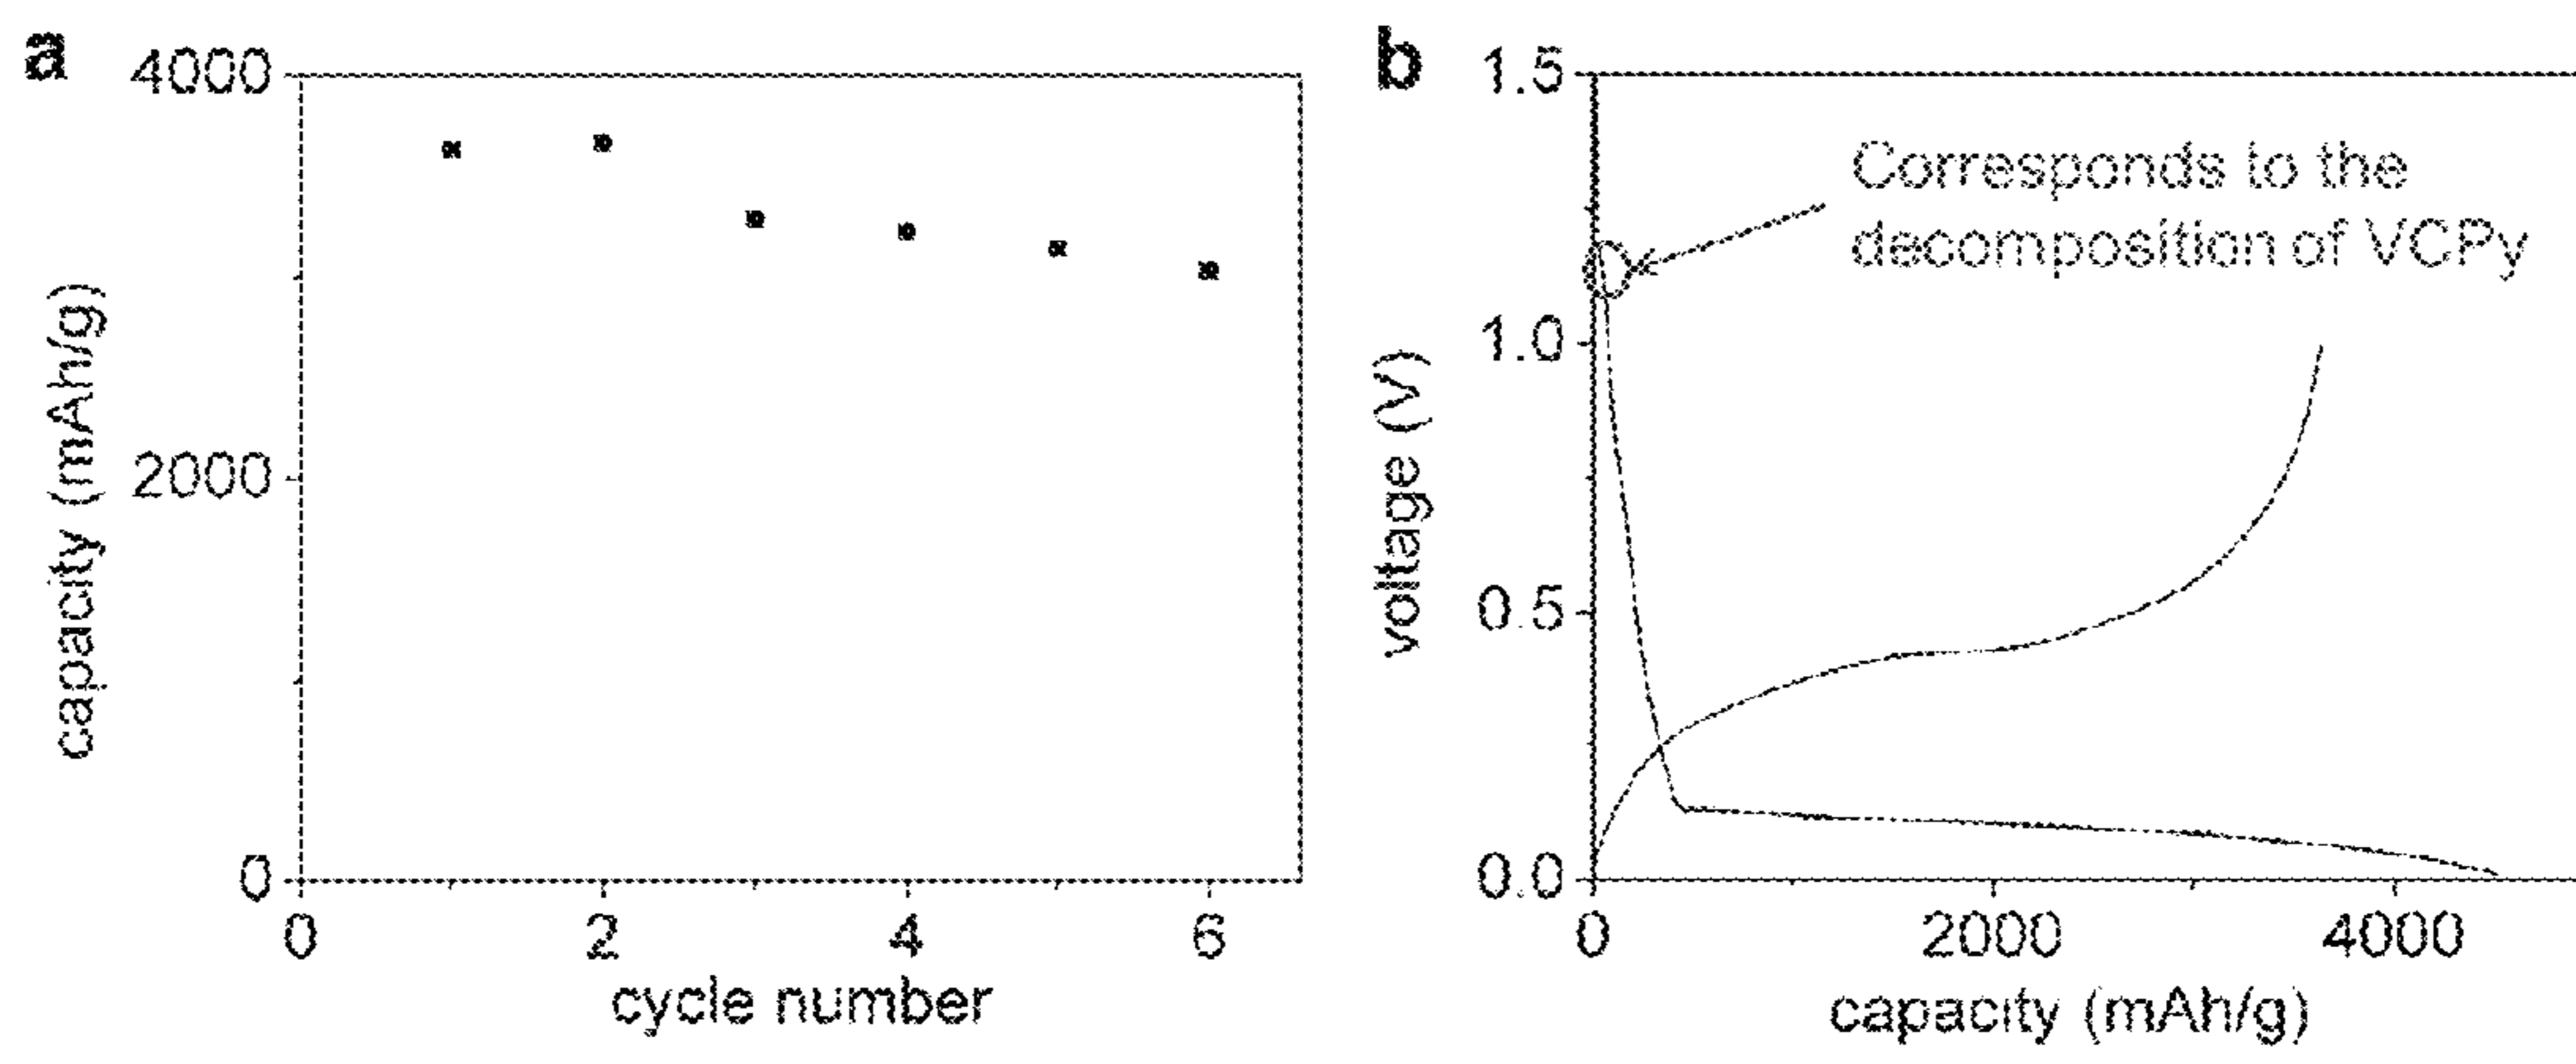 a
4000
2000
0
0 2 4 6
cycle number
capacity (mAh/g)
b
1.5
1.0
0.5
0.0
0 2000 4000
capacity (mAh/g)
voltage (V)
Corresponds to the
decomposition of VCPy